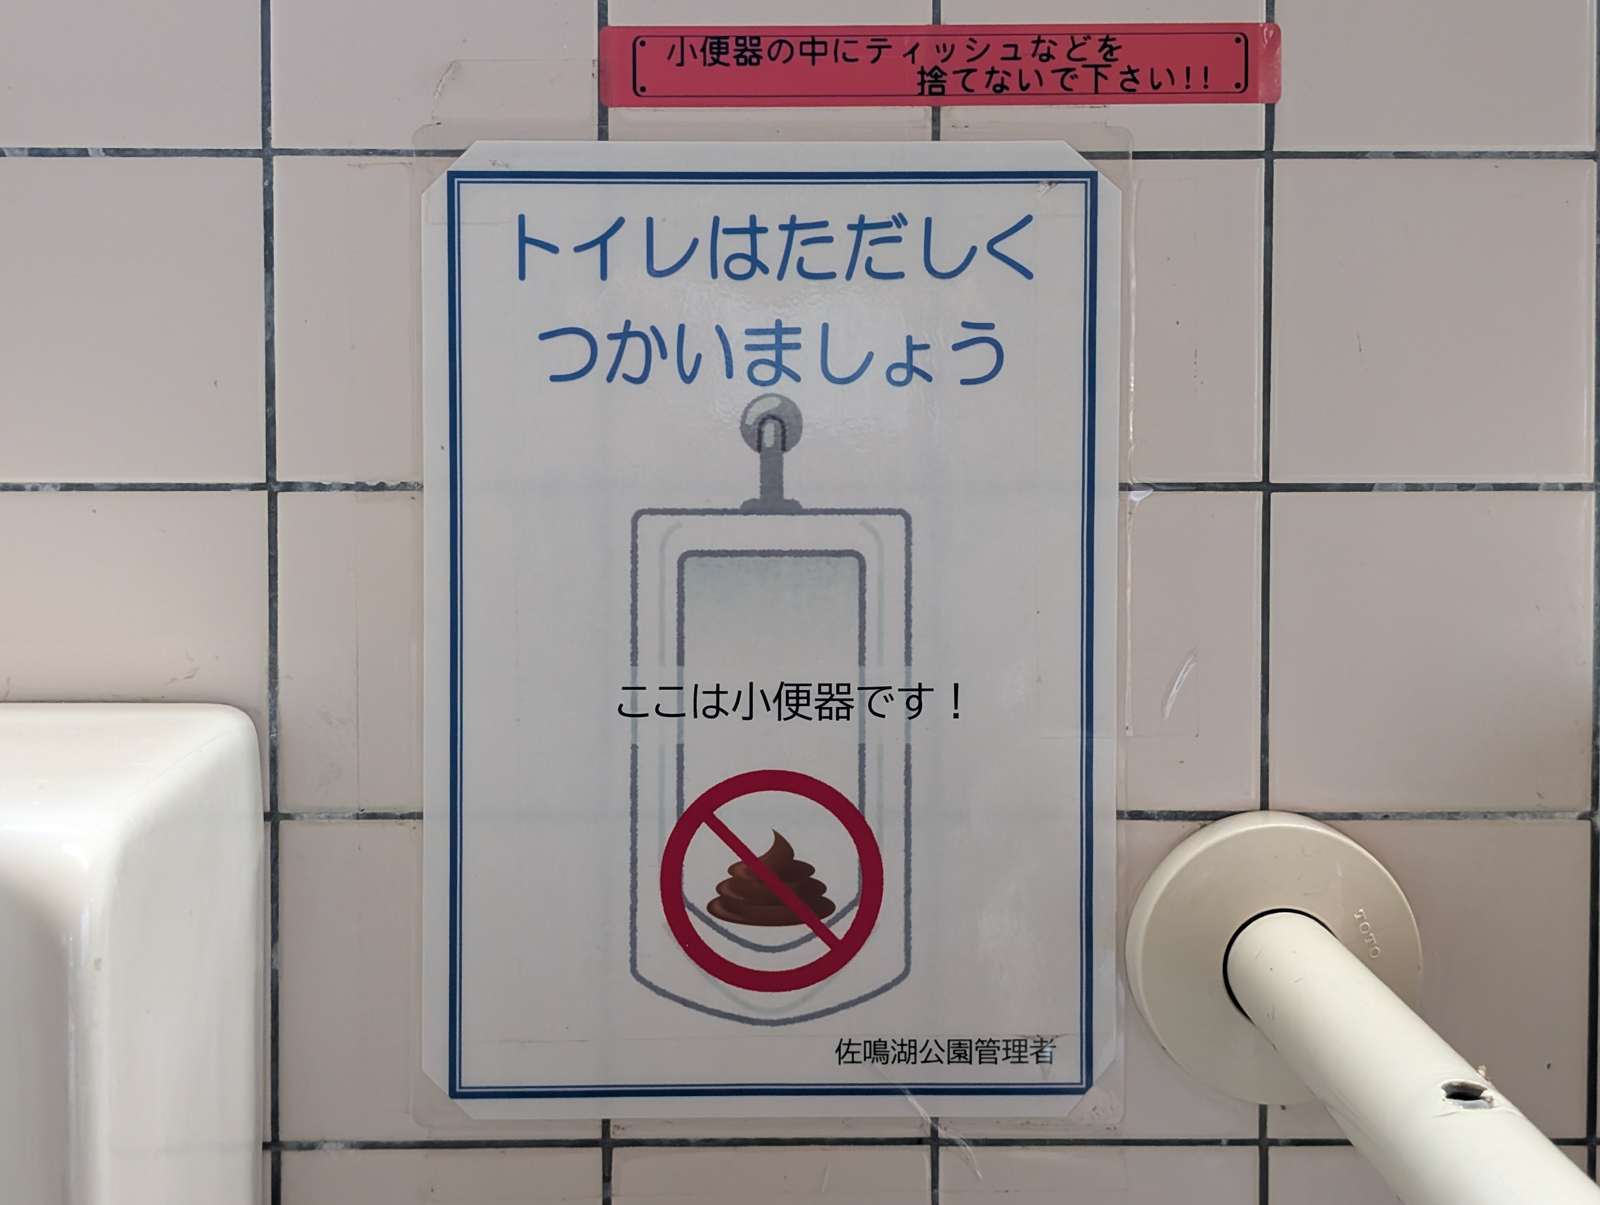 小便器の中にティッシュなどを
捨てないで下さい!!
トイレはただしく
つかいましょう
ここは小便器です！
佐鳴湖公園管理者
TOTO